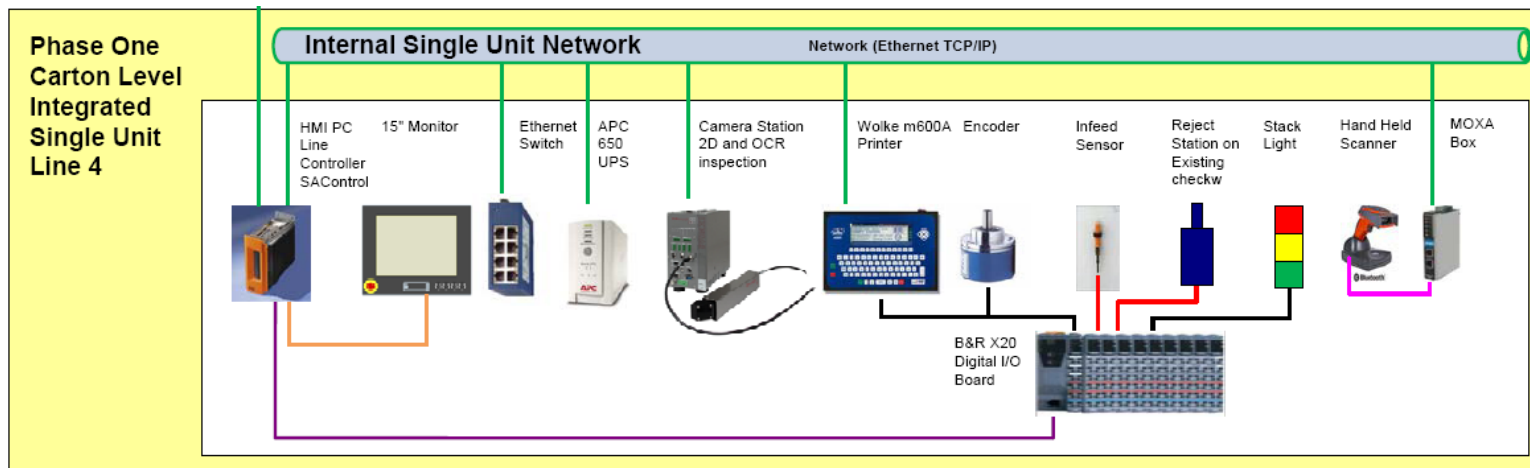 Phase One
Carton Level
Integrated
Single Unit
Line 4
Internal Single Unit Network
Network (Ethernet TCP/IP)
HMI PC
Line
Controller
SAControl
15" Monitor
Ethernet
Switch
APC
650
UPS
Camera Station
2D and OCR
inspection
Wolke m600A
Printer
Encoder
Infeed
Sensor
Reject
Station on
Existing
checkw
Stack
Light
Hand Held
Scanner
MOXA
Box
APC
Bluetooth
B&R X20
Digital I/O
Board